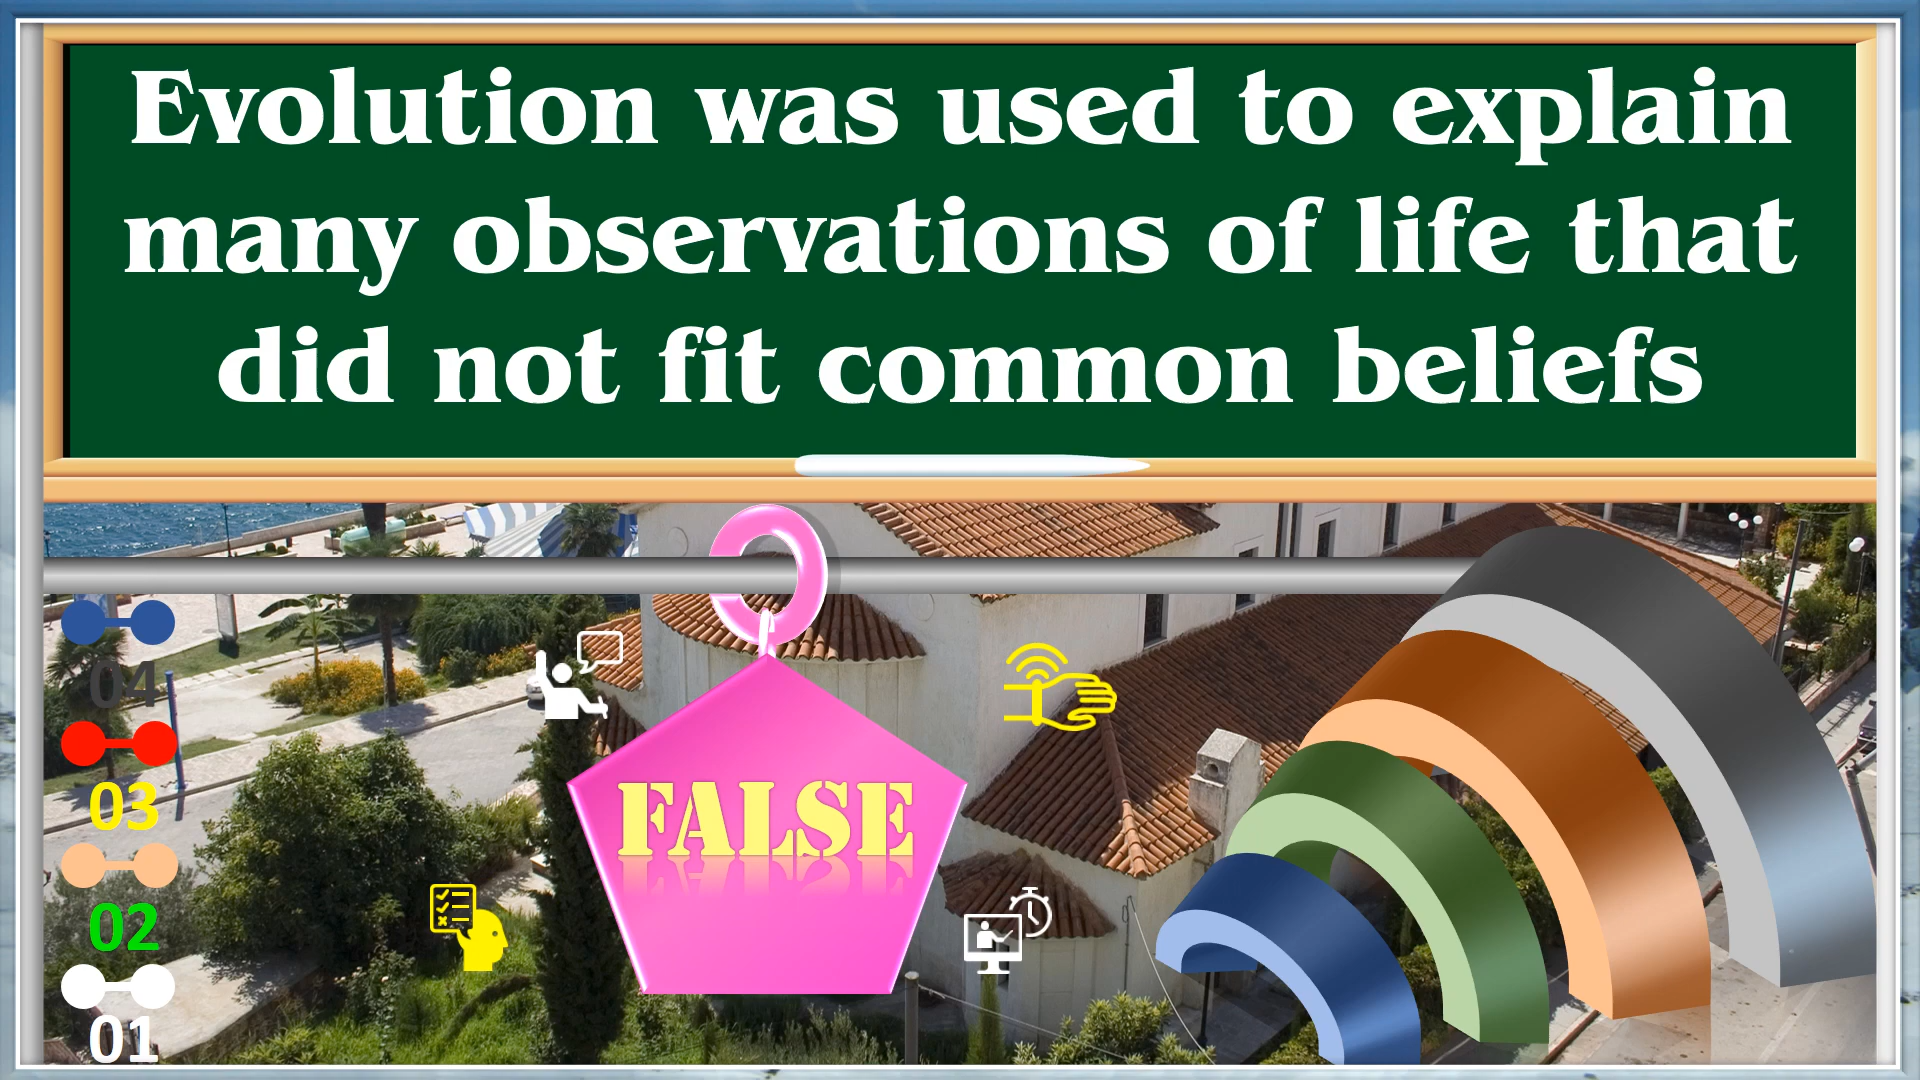 Evolution was used to explain
many observations of life that
did not fit common beliefs
04
03
02
01
FALSE